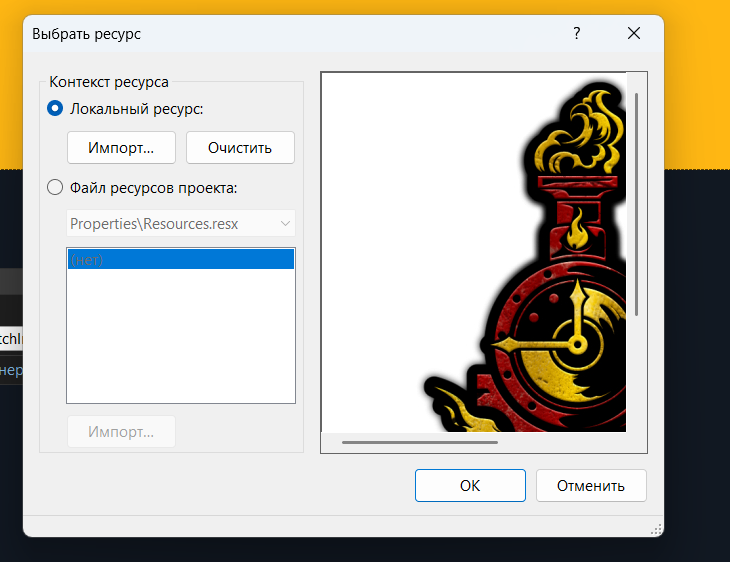 Выбрать ресурс
?
Контекст ресурса
Локальный ресурс:
Импорт...
Очистить
Файл ресурсов проекта:
Properties\Resources.resx
(нет)
Импорт...
OK
Отменить